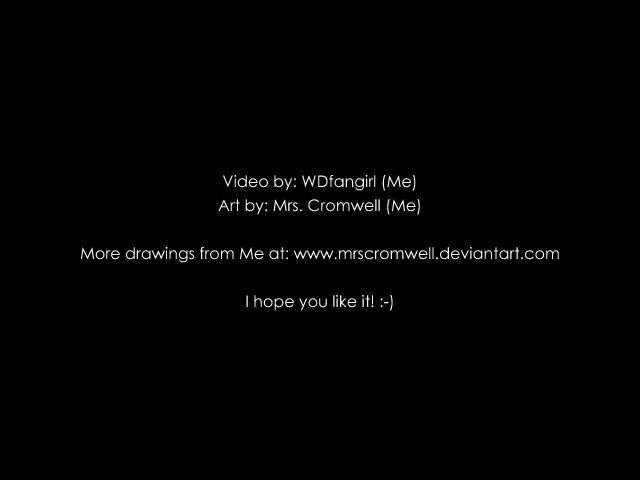 Video by: WDfangirl (Me)
Art by: Mrs. Cromwell (Me)
More drawings from Me at: www.mrscromwell.deviantart.com
I hope you like it! :-)